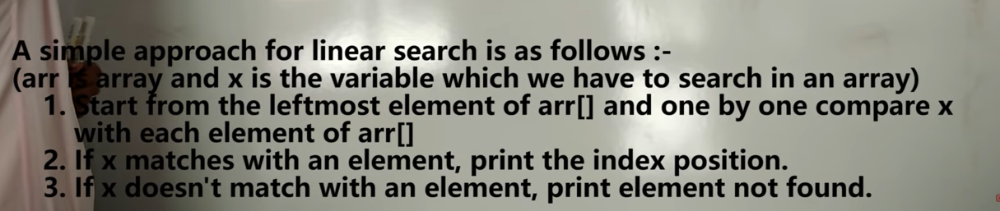 A simple approach for linear search is as follows :-
(arr is array and x is the variable which we have to search in an array)
1. Start from the leftmost element of arr[] and one by one compare x
with each element of arr[]
2. If x matches with an element, print the index position.
3. If x doesn't match with an element, print element not found.